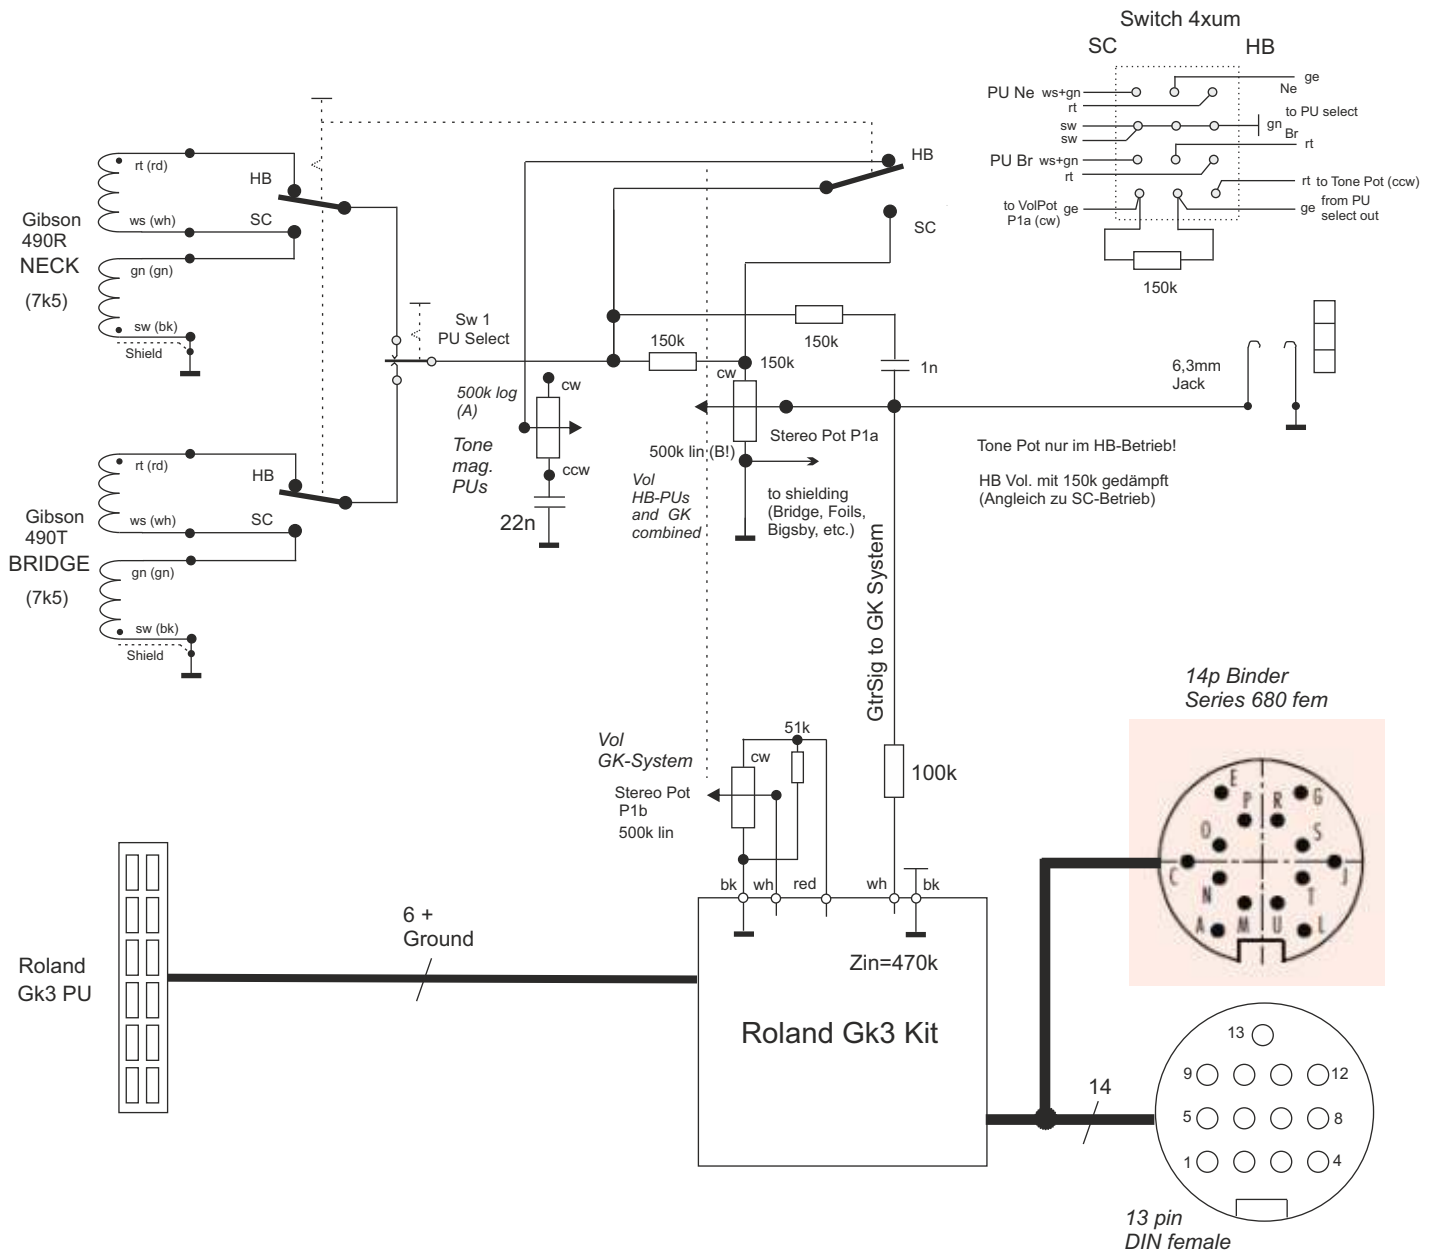 Switch 4xum
SC
HB
PU Ne
ws+gn
rt
ge
Ne
sw
sw
gn
to PU select
Br
rt
PU Br
ws+gn
rt
rt to Tone Pot (ccw)
to VolPot
P1a (cw)
ge
ge
from PU
select out
150k
rt (rd)
HB
ws (wh)
SC
Gibson
490R
NECK
(7k5)
gn (gn)
sw (bk)
Shield
HB
SC
Sw 1
PU Select
150k
150k
150k
cw
1n
6,3mm
Jack
500k log
(A)
cw
Tone
mag.
PUs
ccw
22n
Stereo Pot P1a
500k lin (B!)
Vol
HB-PUs
and GK
combined
to shielding
(Bridge, Foils,
Bigsby, etc.)
Tone Pot nur im HB-Betrieb!
HB Vol. mit 150k gedämpft
(Angleich zu SC-Betrieb)
rt (rd)
HB
ws (wh)
SC
Gibson
490T
BRIDGE
(7k5)
gn (gn)
sw (bk)
Shield
GtrSig to GK System
14p Binder
Series 680 fem
Vol
GK-System
51k
cw
Stereo Pot
P1b
500k lin
100k
bk
wh
red
wh
bk
E
P
R
G
O
S
C
J
N
T
A
M
U
L
6 +
Ground
Roland
Gk3 PU
Zin=470k
Roland Gk3 Kit
14
13
9
12
5
8
1
4
13 pin
DIN female